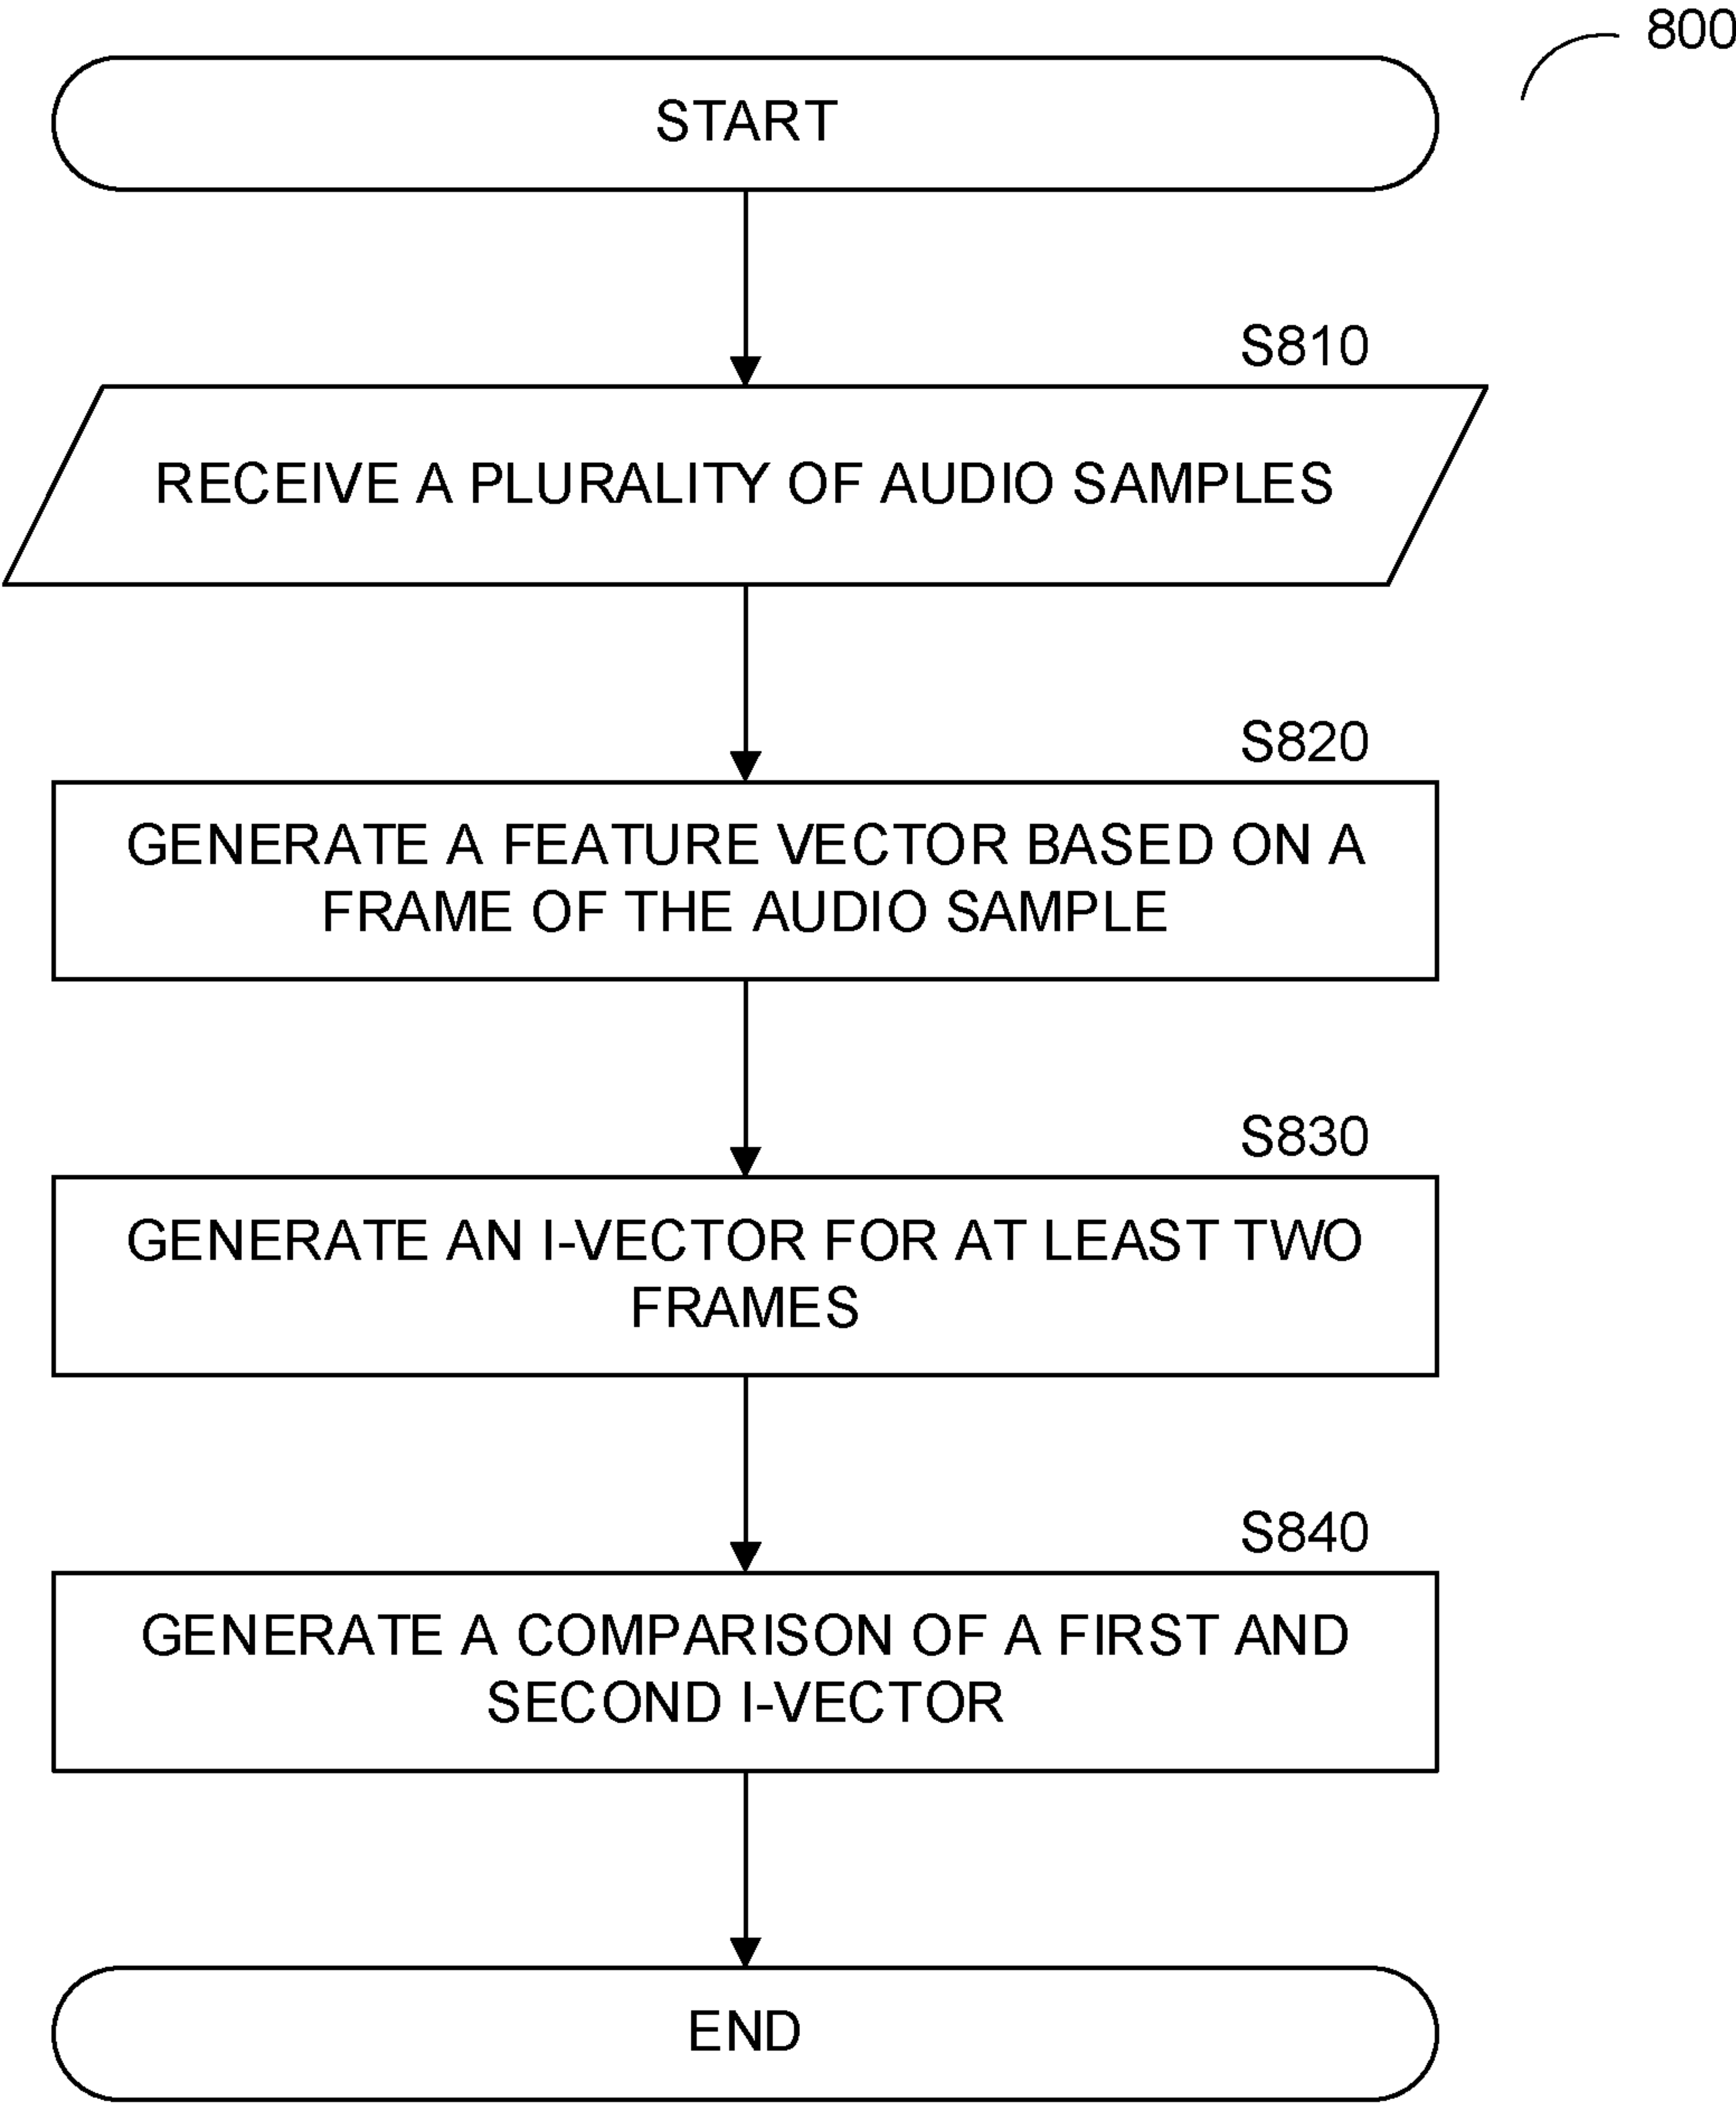 800
START
S810
RECEIVE A PLURALITY OF AUDIO SAMPLES
S820
GENERATE A FEATURE VECTOR BASED ON A
FRAME OF THE AUDIO SAMPLE
S830
GENERATE AN I-VECTOR FOR AT LEAST TWO
FRAMES
S840
GENERATE A COMPARISON OF A FIRST AND
SECOND I-VECTOR
END